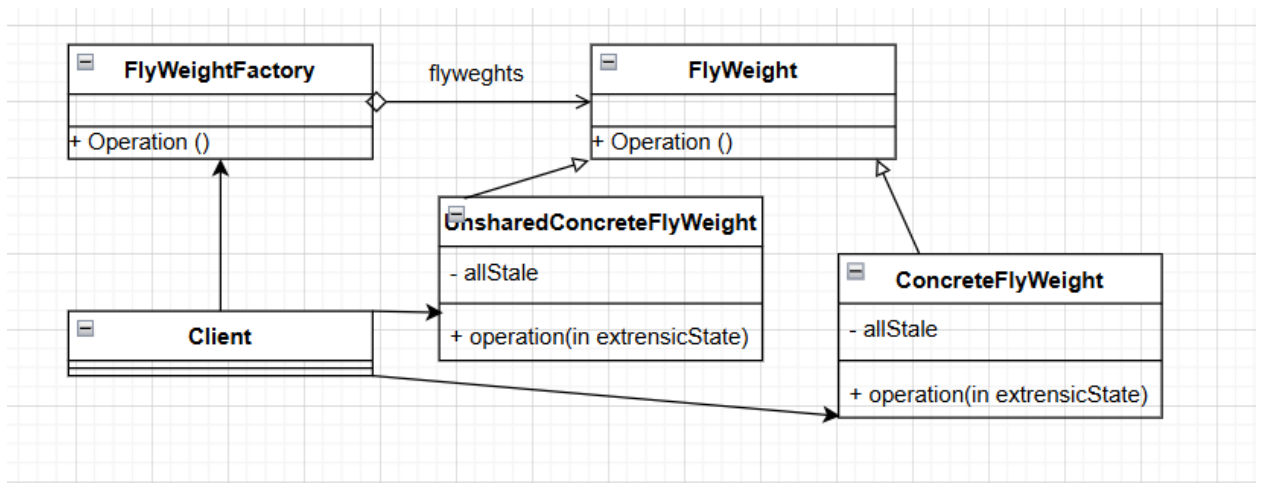 FlyWeightFactory
flyweghts
FlyWeight
+ Operation ()
+ Operation ()
UnsharedConcreteFlyWeight
- allStale
+ operation(in extrensicState)
ConcreteFlyWeight
- allStale
+ operation(in extrensicState)
Client